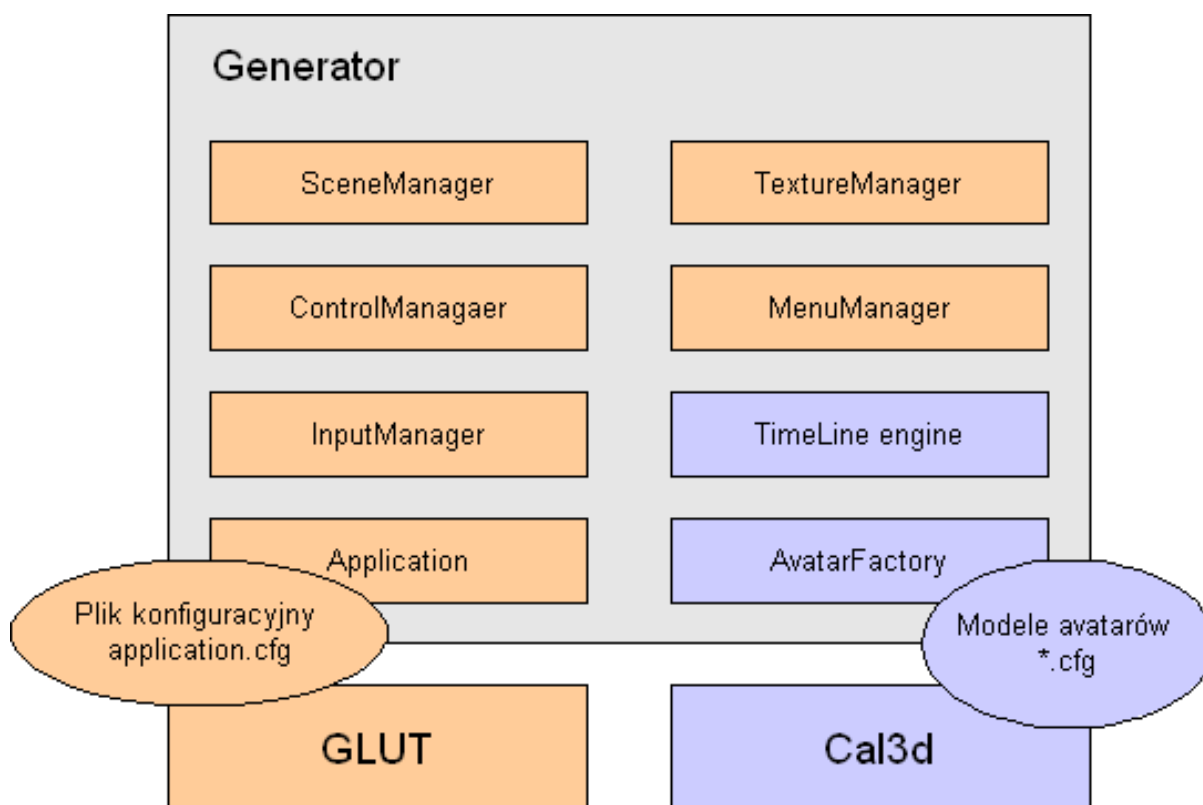 Generator
SceneManager
TextureManager
ControlManagaer
MenuManager
InputManager
TimeLine engine
Application
AvatarFactory
Plik konfiguracyjny
application.cfg
Modele avatarów
*.cfg
GLUT
Cal3d